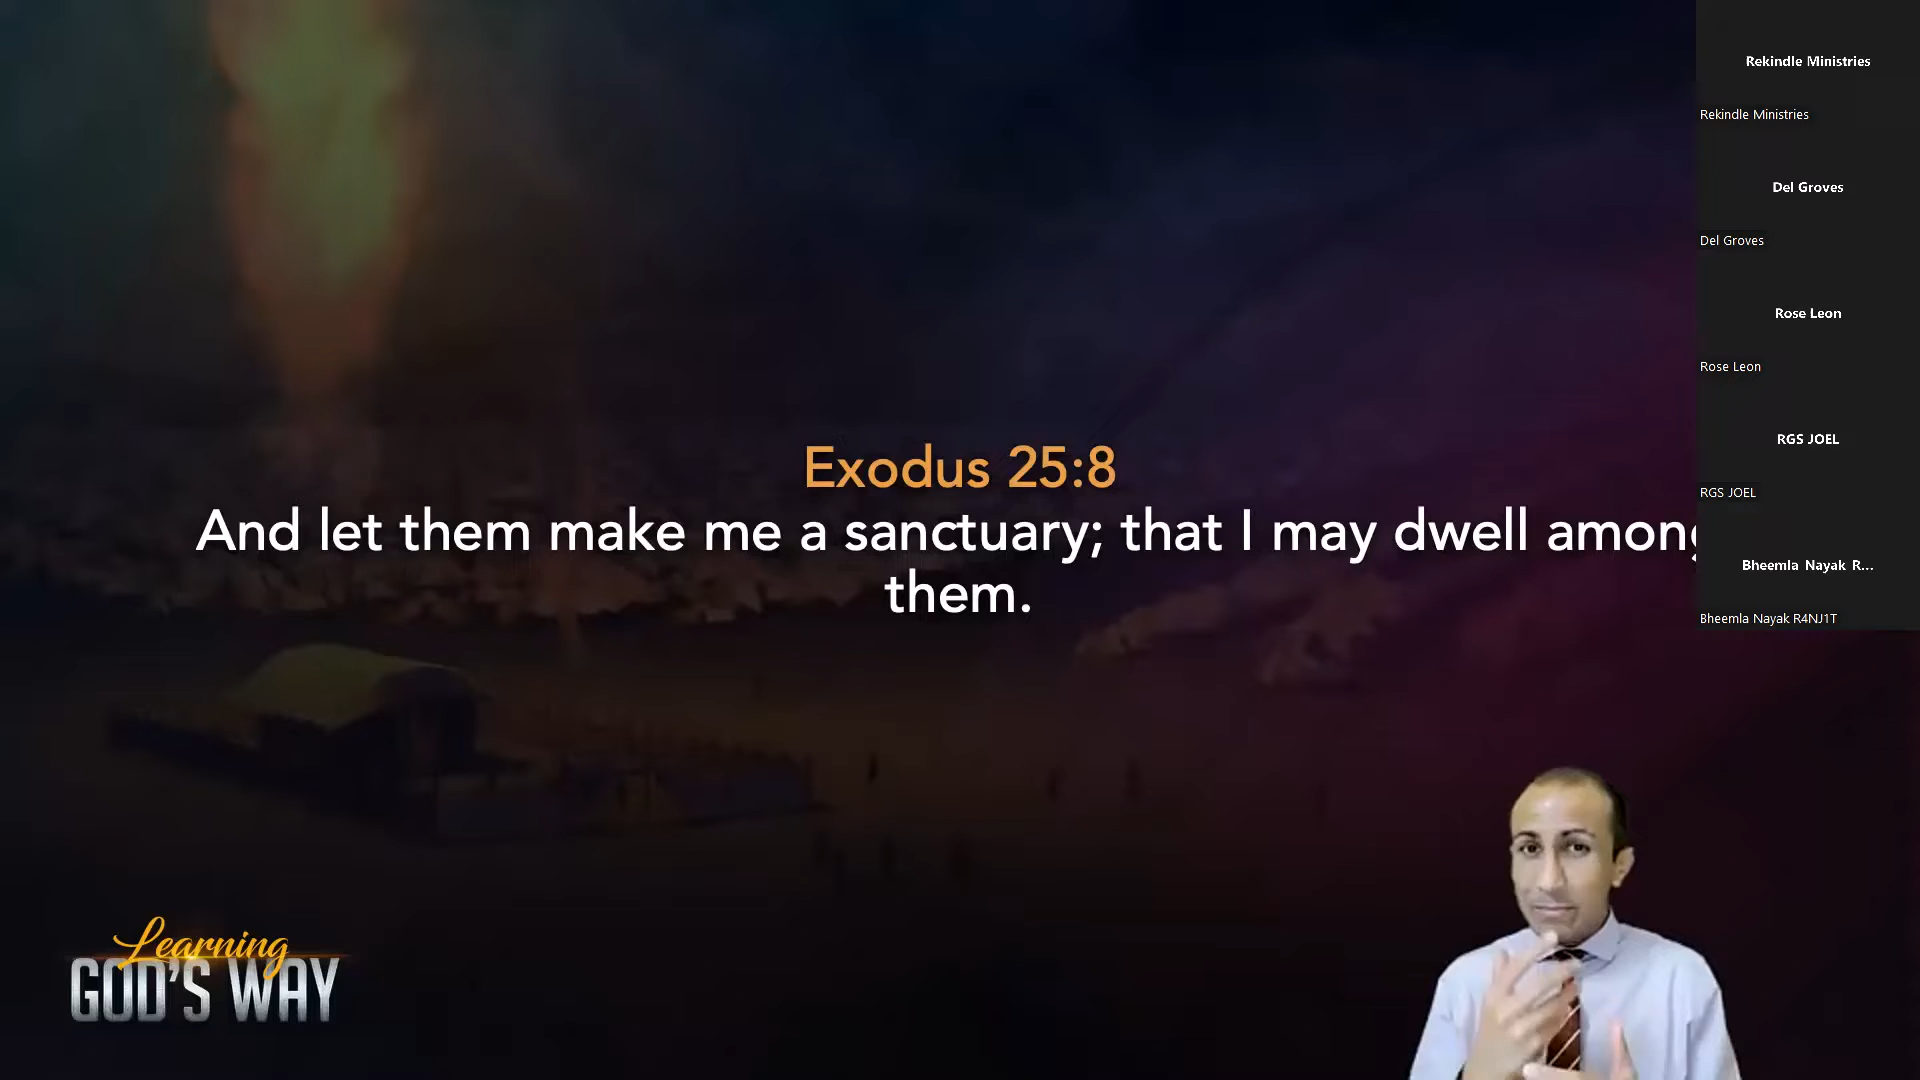 Exodus 25:8
And let them make me a sanctuary; that I may dwell among
them.
Learning
GOD'S WAY
Rekindle Ministries
Rekindle Ministries
Del Groves
Del Groves
Rose Leon
Rose Leon
RGS JOEL
RGS JOEL
Bheemla Nayak R...
Bheemla Nayak R4NJ1T